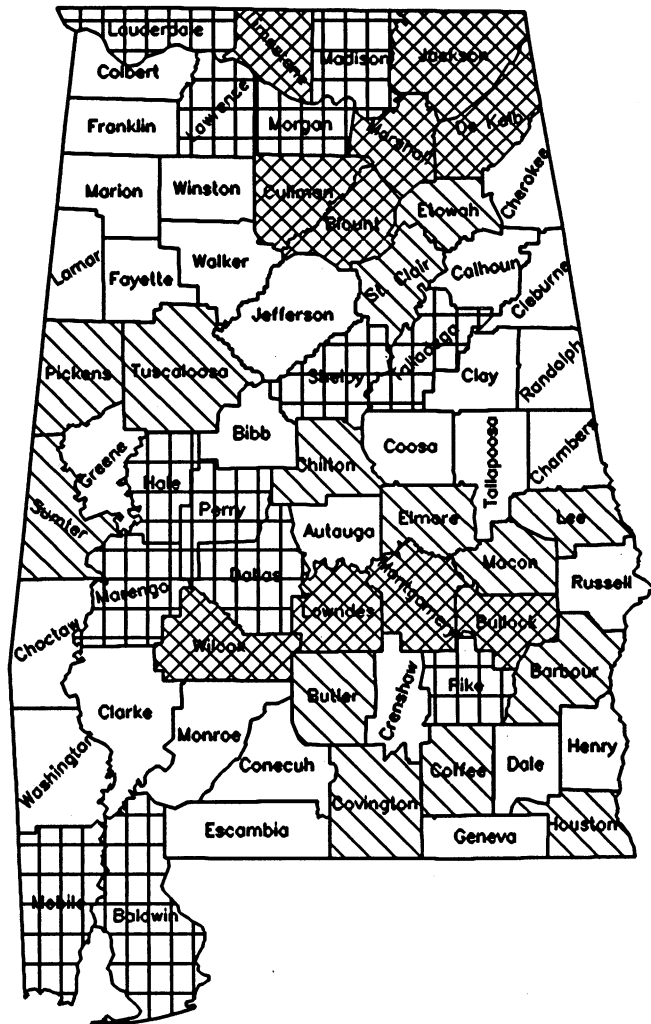 Lauderdale
Limestone
Madison
Jackson
Colbert
Lawrence
Franklin
Morgan
Marshall
De Kalb
Cherokee
Marion
Winston
Cullman
Blount
Etowah
Lamar
Fayette
Walker
Jefferson
St. Clair
Calhoun
Cleburne
Pickens
Tuscaloosa
Shelby
Talladega
Clay
Randolph
Greene
Hale
Bibb
Chilton
Coosa
Tallapoosa
Chambers
Sumter
Perry
Autauga
Elmore
Lee
Marengo
Dallas
Lowndes
Montgomery
Macon
Bullock
Russell
Choctaw
Wilcox
Butler
Crenshaw
Pike
Barbour
Clarke
Monroe
Conecuh
Washington
Covington
Coffee
Dale
Henry
Escambia
Geneva
Houston
Mobile
Baldwin